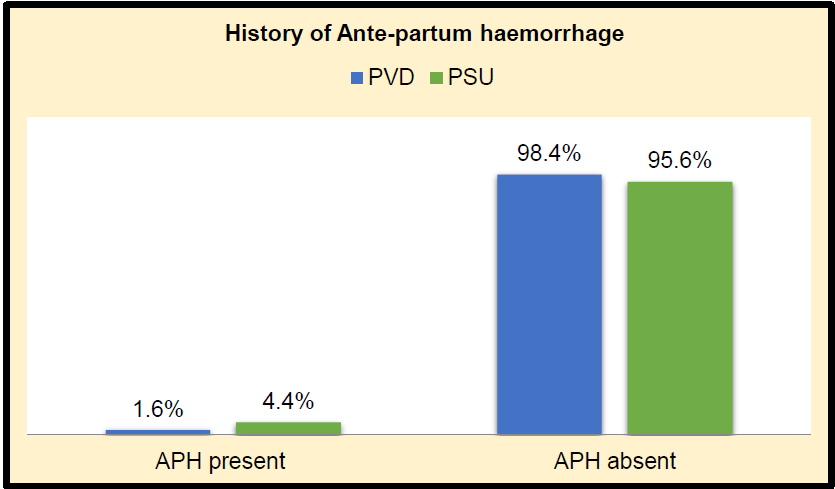 History of Ante-partum haemorrhage
PVD PSU
98.4%
95.6%
1.6%
4.4%
APH present
APH absent